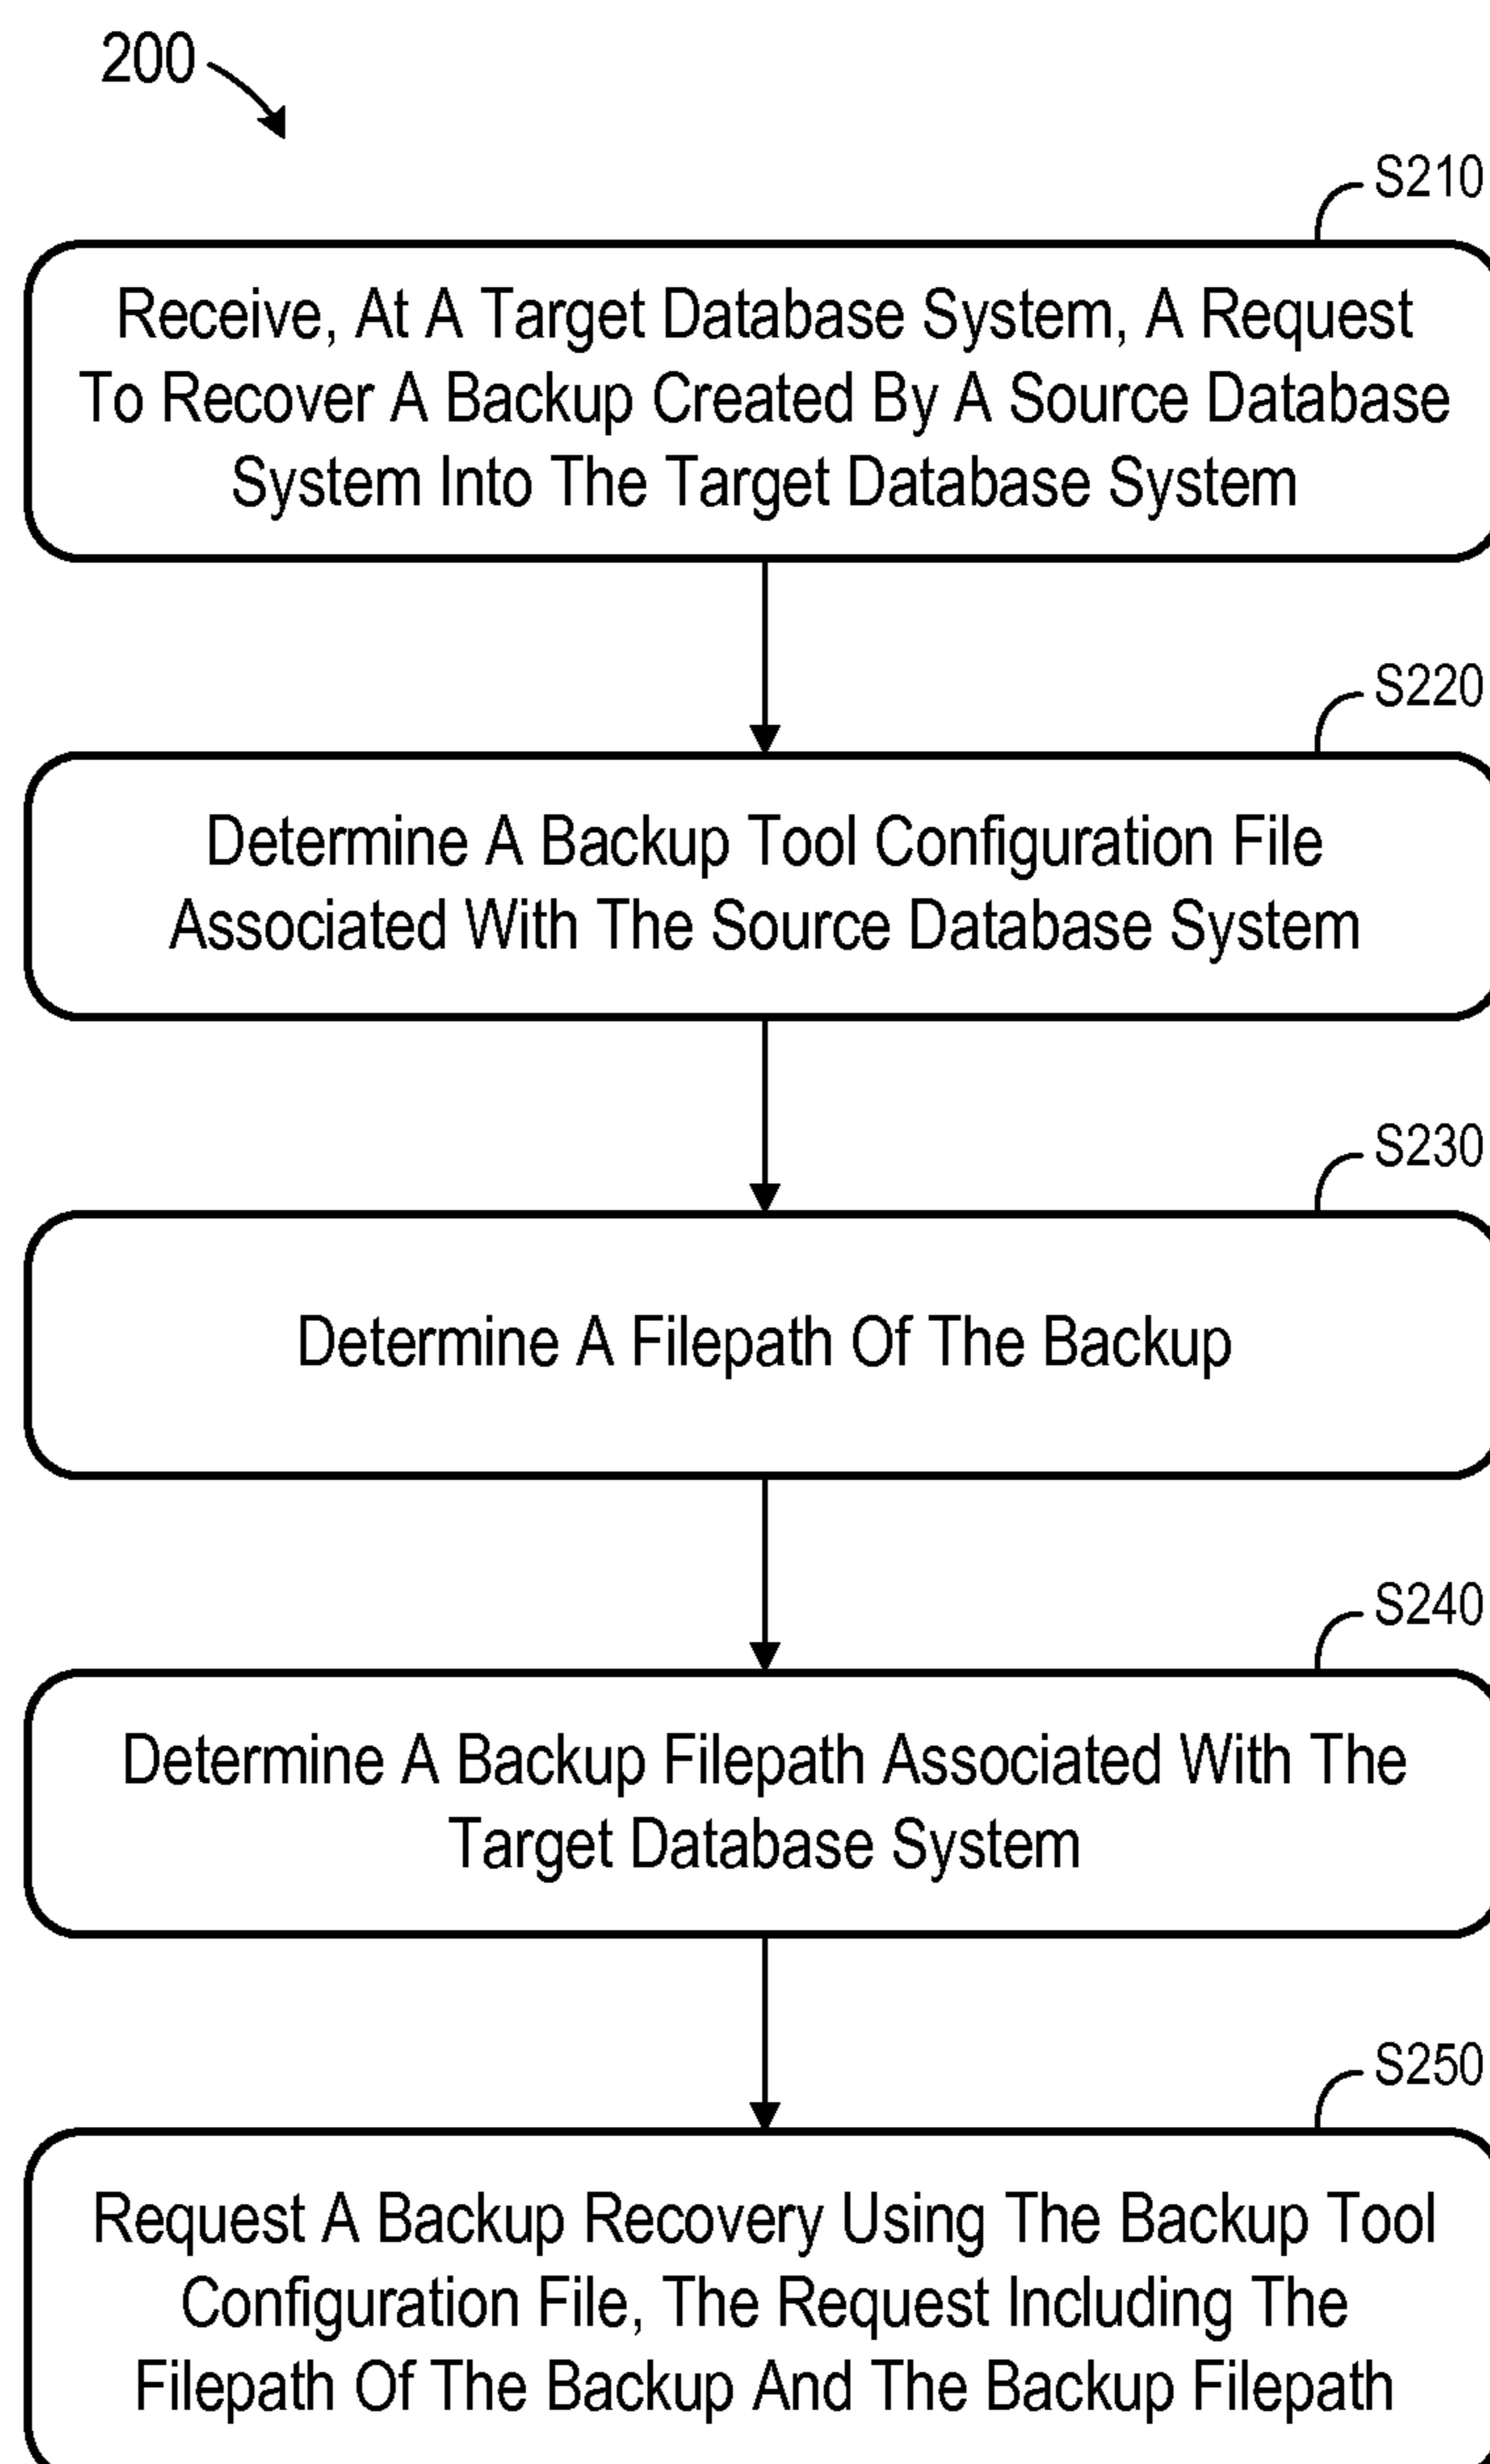 200
S210
Receive, At A Target Database System, A Request
To Recover A Backup Created By A Source Database
System Into The Target Database System
S220
Determine A Backup Tool Configuration File
Associated With The Source Database System
S230
Determine A Filepath Of The Backup
S240
Determine A Backup Filepath Associated With The
Target Database System
S250
Request A Backup Recovery Using The Backup Tool
Configuration File, The Request Including The
Filepath Of The Backup And The Backup Filepath